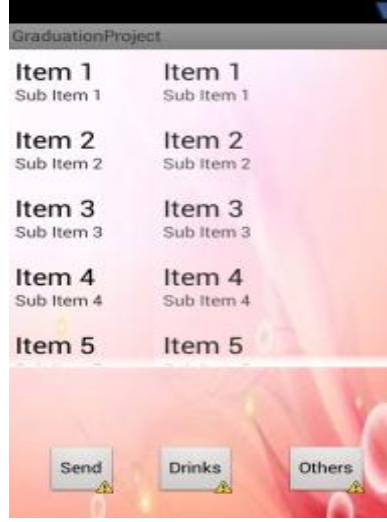 GraduationProject
Item 1 Item 1
Sub Item 1 Sub Item 1
Item 2 Item 2
Sub Item 2 Sub Item 2
Item 3 Item 3
Sub Item 3 Sub Item 3
Item 4 Item 4
Sub Item 4 Sub Item 4
Item 5 Item 5
Send Drinks Others